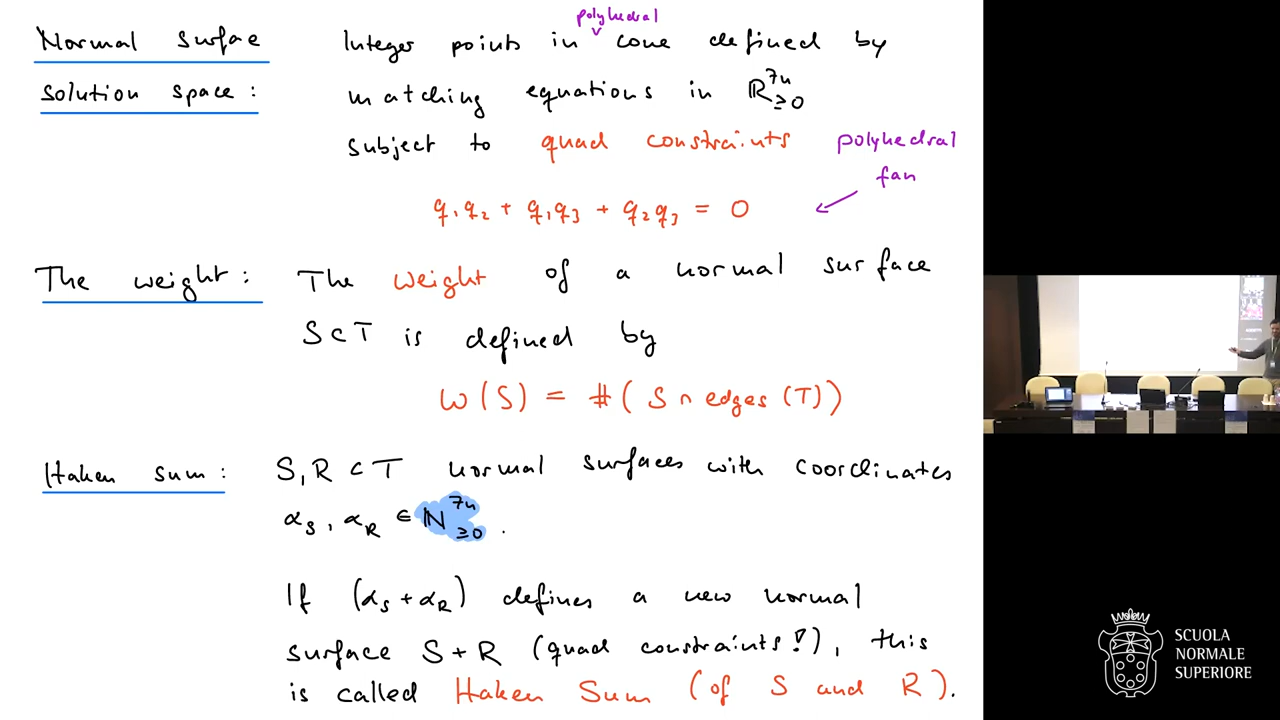 polyhedral
Normal surfae Integer points in cone defined by
solution space: matching equations in ℝ⁷ⁿ≥0
subject to quad constraints polyhedral
fan
q₁q₂ + q₁q₃ + q₂q₃ = 0
The weight: The weight of a normal surface
S⊂T is defined by
ω(S) = #(S∩edges(T))
Haken sum: S,R ⊂ T normal surfaces with coordinates
α_S, α_R ∈ ℕ⁷ⁿ≥0.
If (α_S + α_R) defines a new normal
surface S+R (quad constraints!), this
is called Haken Sum (of S and R).
SCUOLA
NORMALE
SUPERIORE